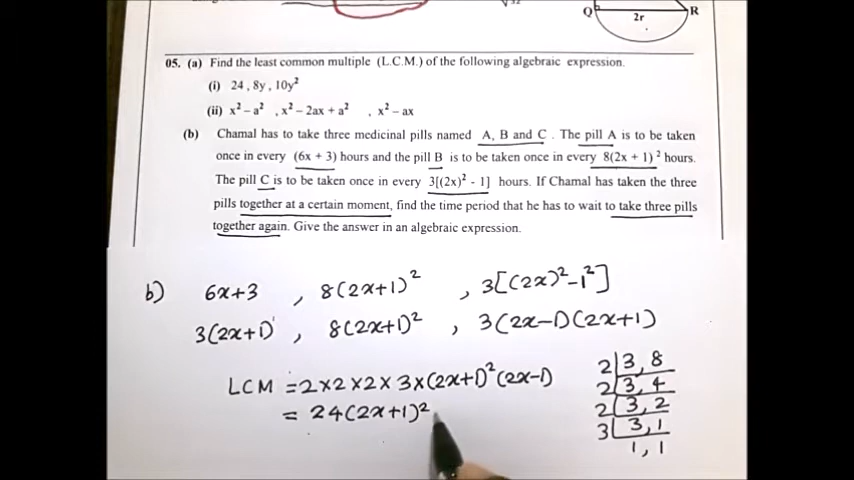 Q 2r R
05. (a) Find the least common multiple (L.C.M.) of the following algebraic expression.
(i) 24 , 8y , 10y²
(ii) x² – a² , x² – 2ax + a² , x² – ax
(b) Chamal has to take three medicinal pills named A, B and C . The pill A is to be taken
once in every (6x + 3) hours and the pill B is to be taken once in every 8(2x + 1)² hours.
The pill C is to be taken once in every 3[(2x)² - 1] hours. If Chamal has taken the three
pills together at a certain moment, find the time period that he has to wait to take three pills
together again. Give the answer in an algebraic expression.
b) 6x+3 , 8(2x+1)² , 3[(2x)²-1²]
3(2x+1)' , 8(2x+1)² , 3(2x-1)(2x+1)
LCM = 2×2×2×3×(2x+1)²(2x-1)
= 24(2x+1)²
2 3, 8
2 3, 4
2 3, 2
3 3, 1
1, 1